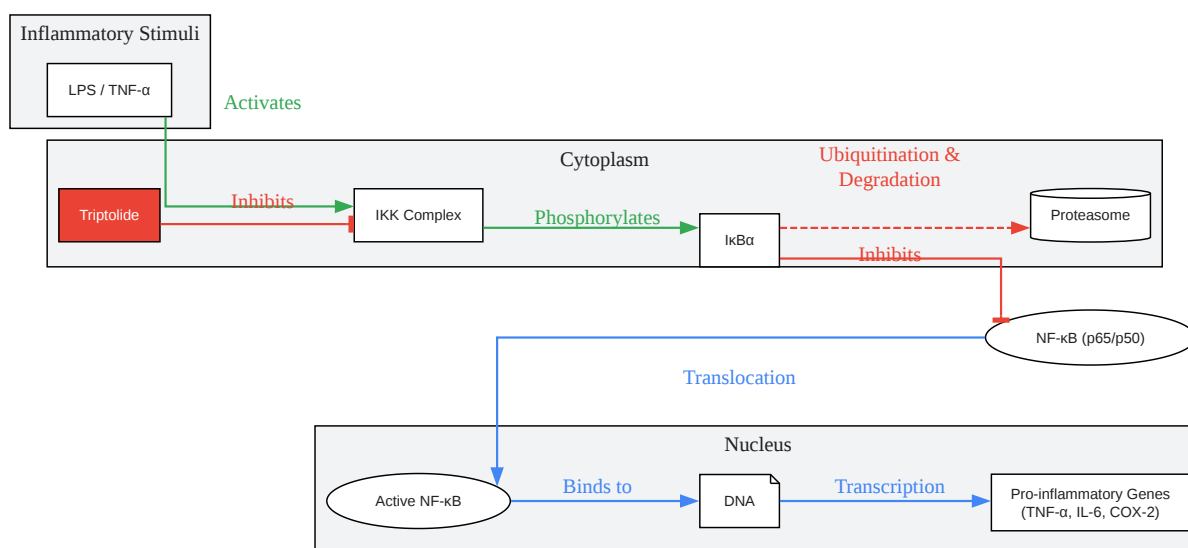 Inflammatory Stimuli
LPS / TNF-α
Activates
Cytoplasm
Ubiquitination &
Degradation
Triptolide
Inhibits
IKK Complex
Phosphorylates
IκBα
Proteasome
Inhibits
NF-κB (p65/p50)
Translocation
Nucleus
Active NF-κB
Binds to
DNA
Transcription
Pro-inflammatory Genes
(TNF-α, IL-6, COX-2)